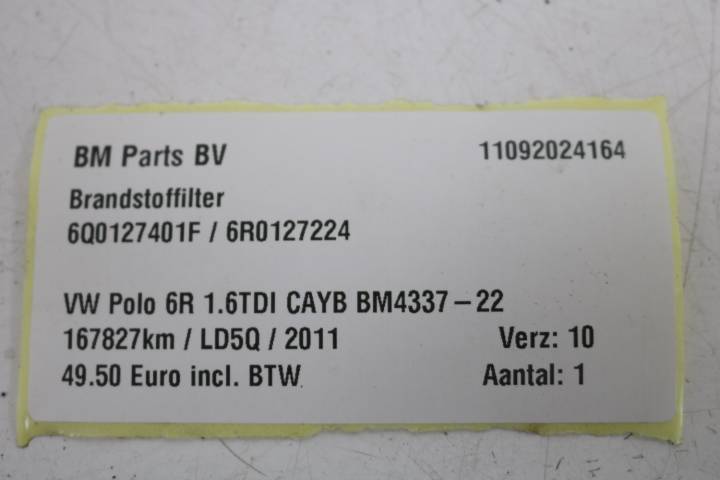 BM Parts BV 11092024164
Brandstoffilter
6Q0127401F / 6R0127224
VW Polo 6R 1.6TDI CAYB BM4337-22
167827km / LD5Q / 2011 Verz: 10
49.50 Euro incl. BTW Aantal: 1